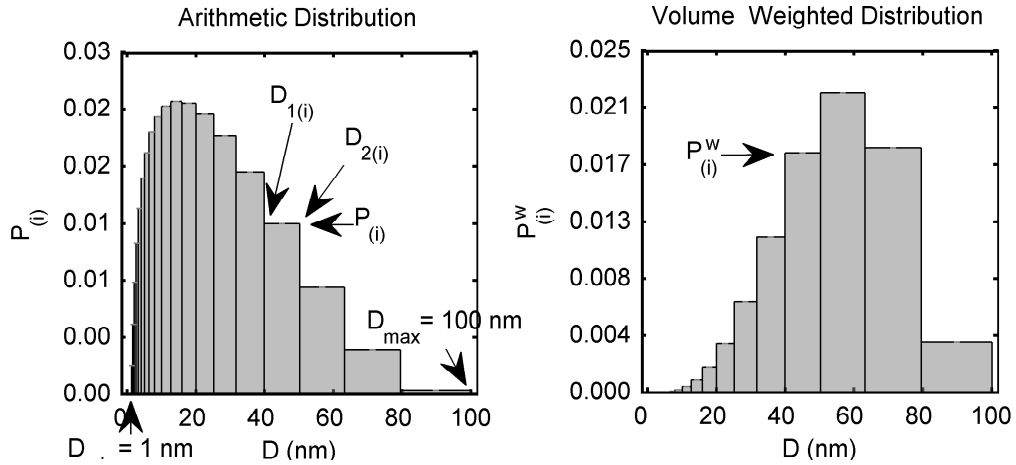 Arithmetic Distribution
0.03
0.02
0.02
0.01
0.01
0.00
0.00
P(i)
D1(i)
D2(i)
P(i)
Dmax = 100 nm
0 20 40 60 80 100
D = 1 nm
D (nm)
Volume Weighted Distribution
0.025
0.021
0.017
0.013
0.008
0.004
0.000
Pw(i)
Pw(i)
0 20 40 60 80 100
D (nm)